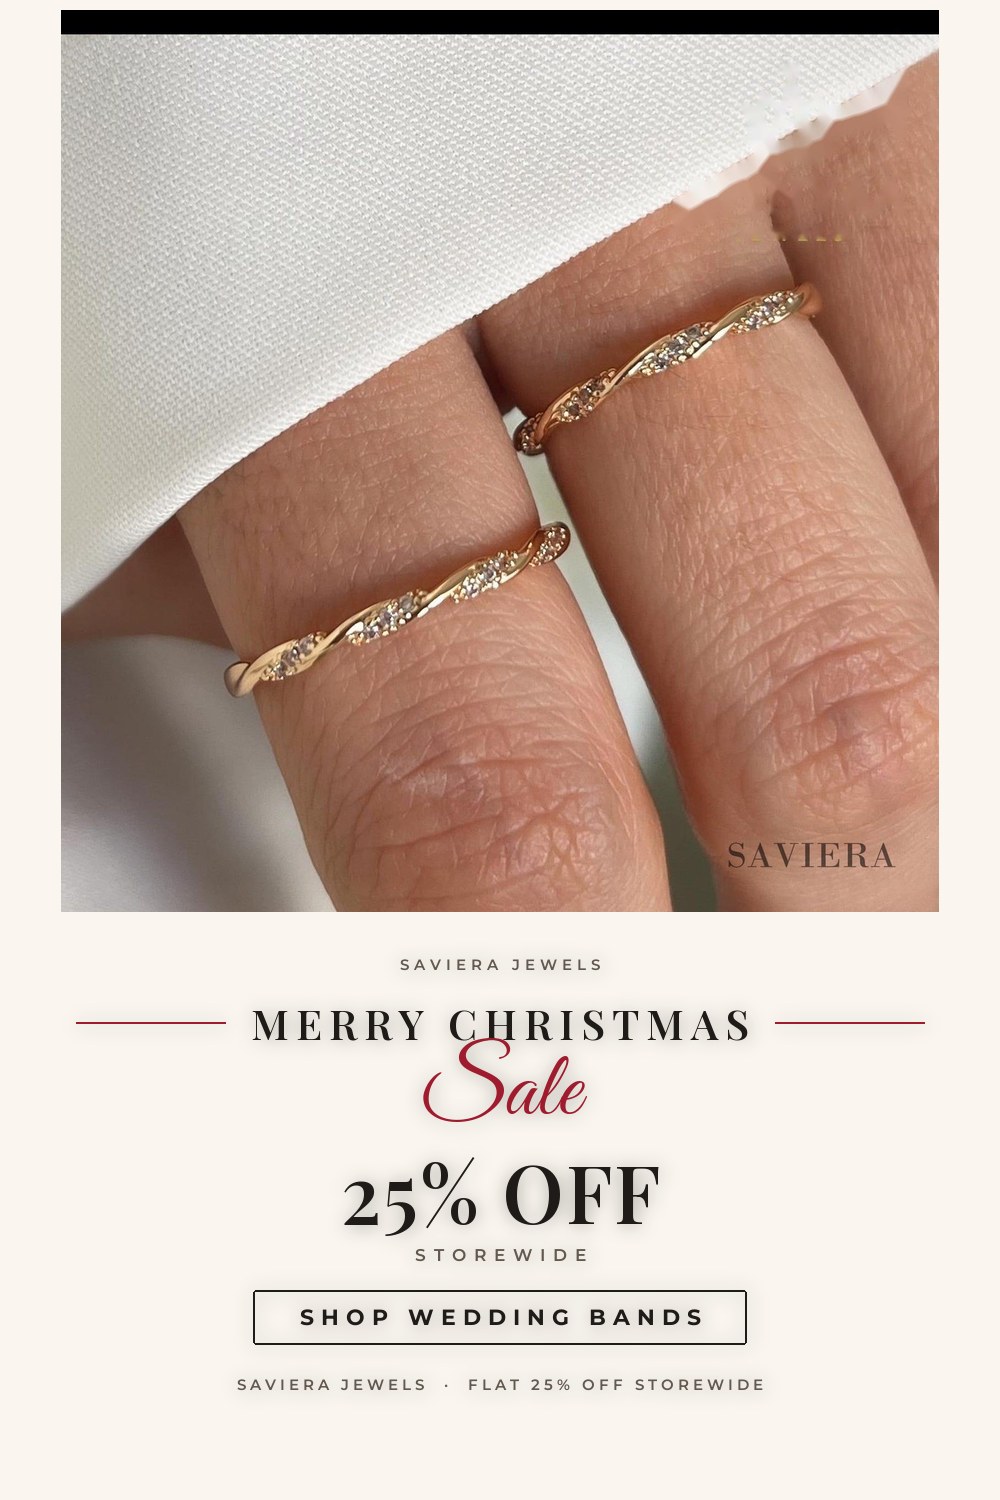 SAVIERA
SAVIERA JEWELS
MERRY CHRISTMAS
Sale
25% OFF
STOREWIDE
SHOP WEDDING BANDS
SAVIERA JEWELS · FLAT 25% OFF STOREWIDE